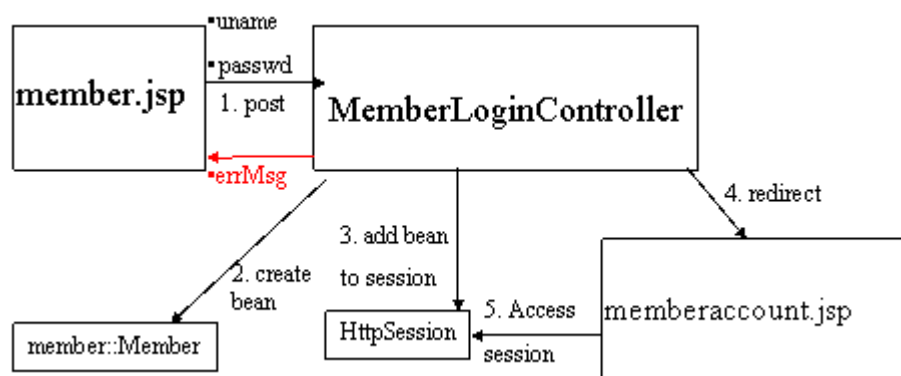 ▪uname
▪passwd
member.jsp
1. post
MemberLoginController
▪errMsg
4. redirect
3. add bean
to session
2. create
bean
memberaccount.jsp
5. Access
session
HttpSession
member::Member